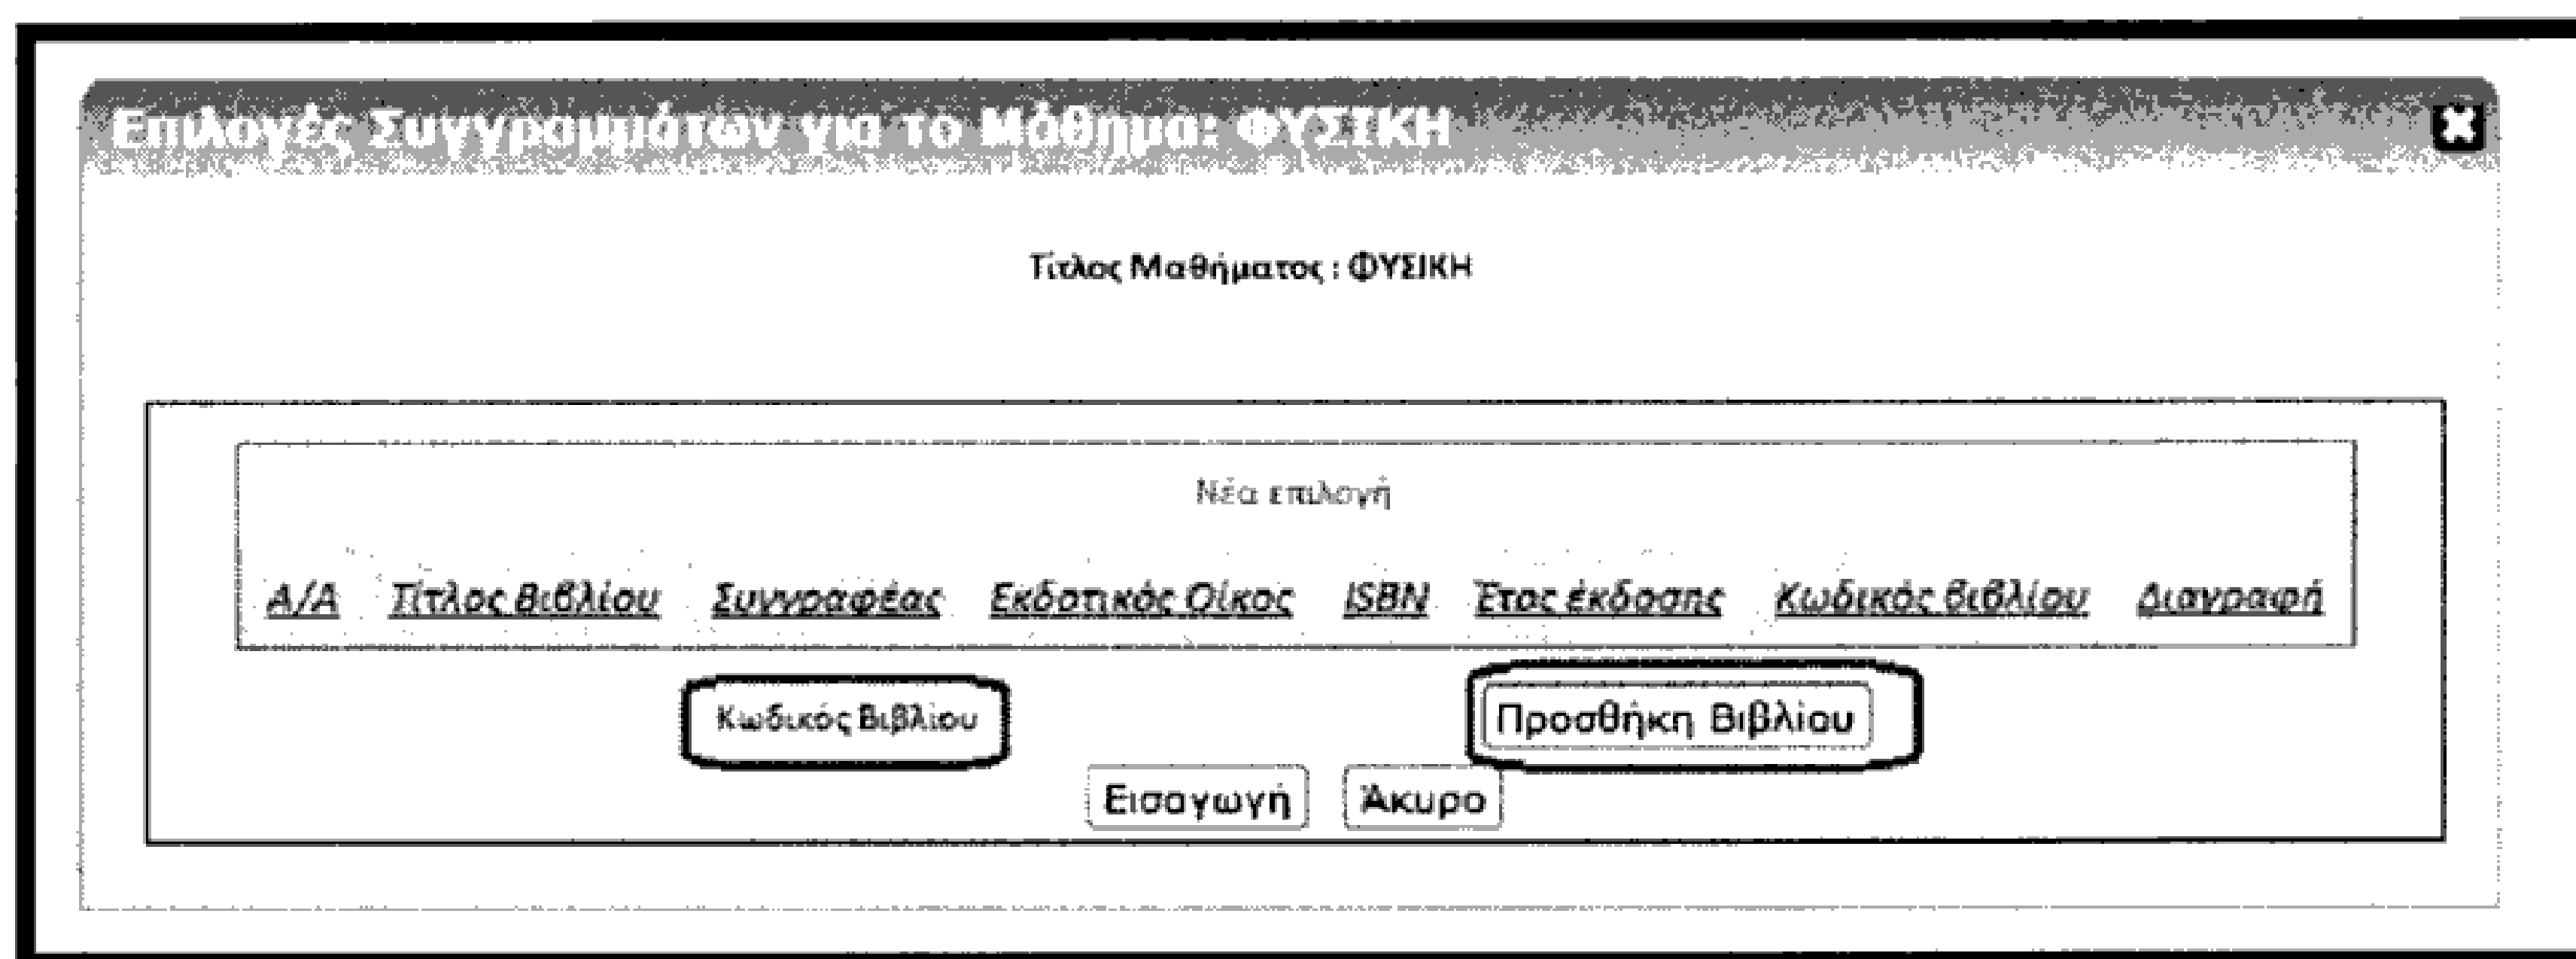 Επιλογές Συγγραμμάτων για το Μάθημα: ΦΥΣΙΚΗ
Τίτλος Μαθήματος : ΦΥΣΙΚΗ
Νέα επιλογή
Α/Α Τίτλος Βιβλίου Συγγραφέας Εκδοτικός Οίκος ISBN Έτος έκδοσης Κωδικός βιβλίου Διαγραφή
Κωδικός Βιβλίου Προσθήκη Βιβλίου
Εισαγωγή Άκυρο